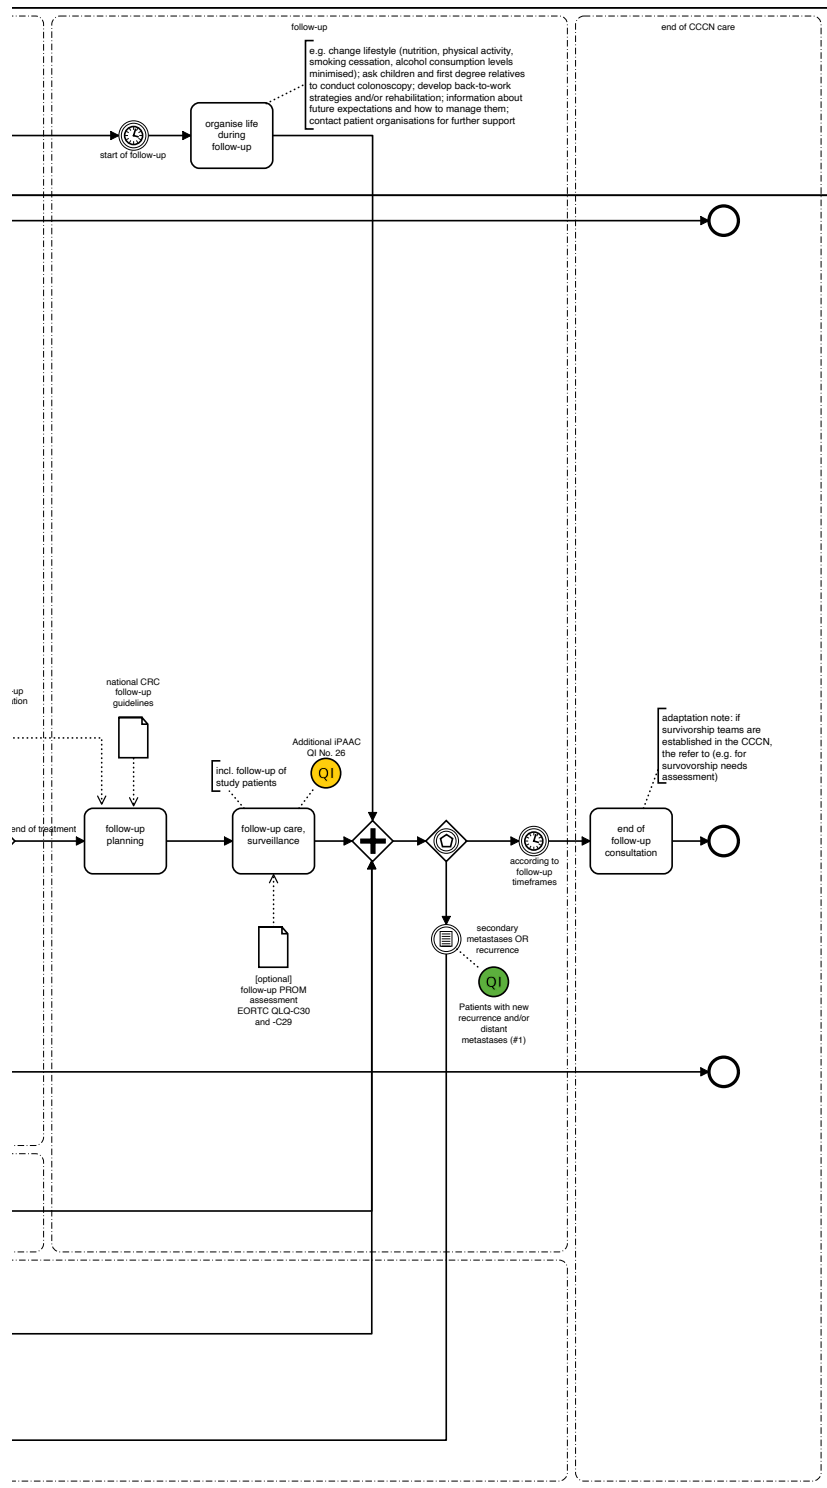 follow-up
end of CCCN care
e.g. change lifestyle (nutrition, physical activity,
smoking cessation, alcohol consumption levels
minimised); ask children and first degree relatives
to conduct colonoscopy; develop back-to-work
strategies and/or rehabilitation; information about
future expectations and how to manage them;
contact patient organisations for further support
organise life
during
follow-up
start of follow-up
-up
national CRC
follow-up
guidelines
Additional iPAAC
QI No. 26
QI
incl. follow-up of
study patients
adaptation note: if
survivorship teams are
established in the CCCN,
the refer to (e.g. for
survovorship needs
assessment)
end of treatment
follow-up
planning
follow-up care,
surveillance
according to
follow-up
timeframes
end of
follow-up
consultation
secondary
metastases OR
recurrence
QI
[optional]
follow-up PROM
assessment
EORTC QLQ-C30
and -C29
Patients with new
recurrence and/or
distant
metastases (#1)